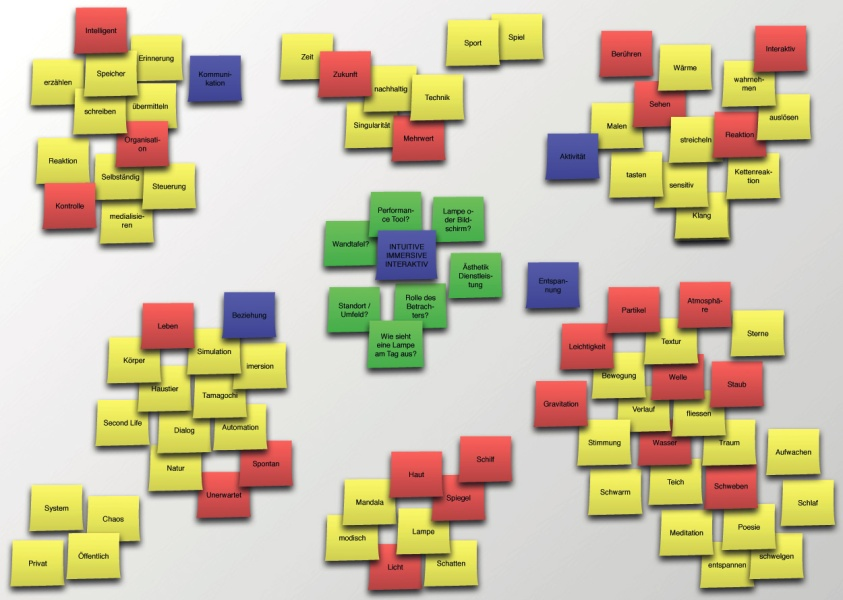 Intelligent
Erinnerung
erzählen
Speicher
Kommuni-
kation
schreiben
übermitteln
Organisati-
on
Reaktion
Selbständig
Steuerung
Kontrolle
medialisie-
ren
Zeit
Zukunft
Sport
Spiel
nachhaltig
Technik
Singularität
Mehrwert
Berühren
Wärme
Interaktiv
wahrneh-
men
Sehen
Malen
streicheln
Reaktion
auslösen
Aktivität
tasten
sensitiv
Kettenreak-
tion
Klang
Performan-
ce Tool?
Lampe o-
der Bild-
schirm?
Wandtafel?
INTUITIVE
IMMERSIVE
INTERAKTIV
Ästhetik
Dienstleis-
tung
Standort /
Umfeld?
Rolle des
Betrach-
ters?
Wie sieht
eine Lampe
am Tag aus?
Entspan-
nung
Leben
Beziehung
Körper
Simulation
imersion
Haustier
Tamagochi
Second Life
Dialog
Automation
Natur
Spontan
Unerwartet
System
Chaos
Privat
Öffentlich
Haut
Schilf
Mandala
Spiegel
modisch
Lampe
Licht
Schatten
Partikel
Atmosphä-
re
Leichtigkeit
Textur
Sterne
Bewegung
Welle
Staub
Gravitation
Verlauf
fliessen
Stimmung
Wasser
Traum
Aufwachen
Schwarm
Teich
Schweben
Schlaf
Meditation
Poesie
entspannen
schwelgen